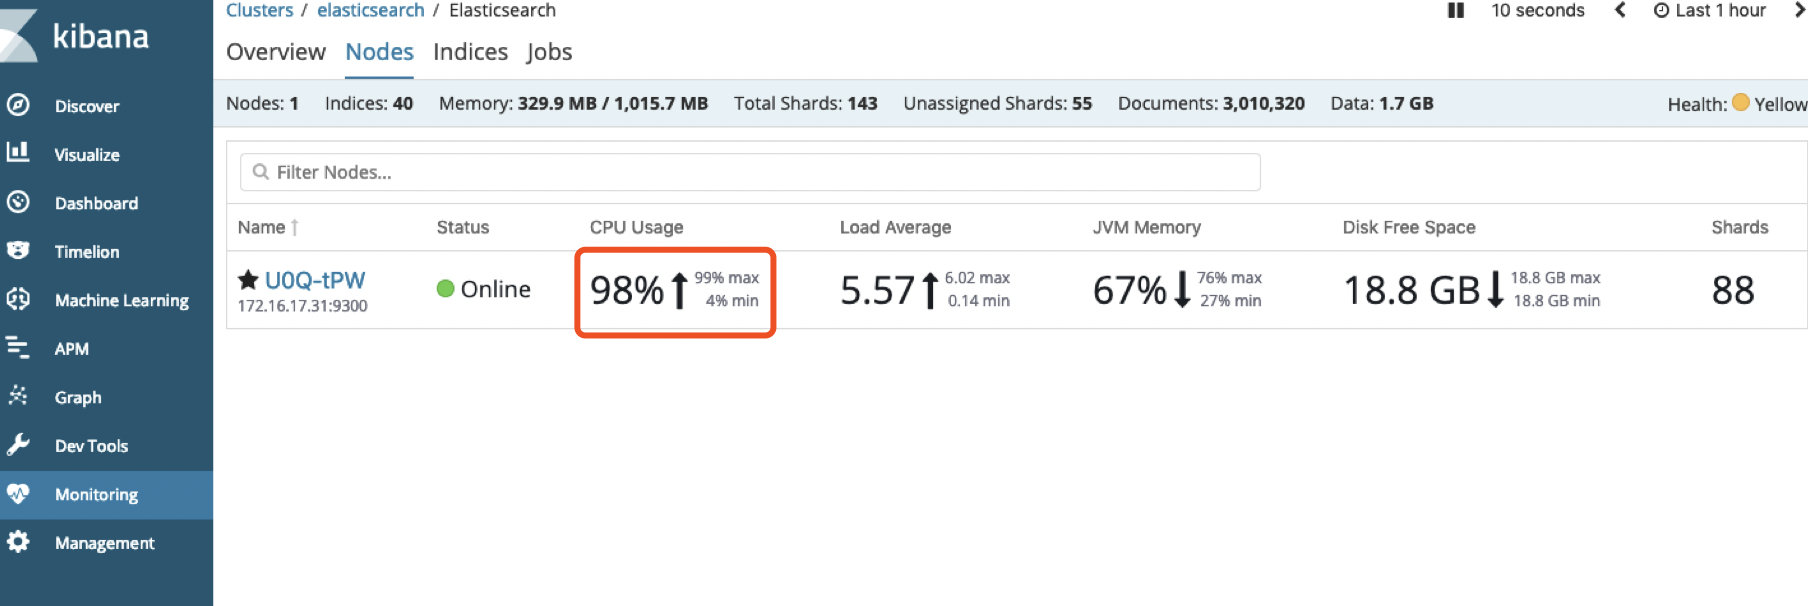 kibana
Discover
Visualize
Dashboard
Timelion
Machine Learning
APM
Graph
Dev Tools
Monitoring
Management
Clusters / elasticsearch / Elasticsearch
10 seconds Last 1 hour
Overview Nodes Indices Jobs
Nodes: 1 Indices: 40 Memory: 329.9 MB / 1,015.7 MB Total Shards: 143 Unassigned Shards: 55 Documents: 3,010,320 Data: 1.7 GB Health: Yellow
Filter Nodes...
Name Status CPU Usage Load Average JVM Memory Disk Free Space Shards
U0Q-tPW
172.16.17.31:9300
Online
98%
99% max
4% min
5.57
6.02 max
0.14 min
67%
76% max
27% min
18.8 GB
18.8 GB max
18.8 GB min
88